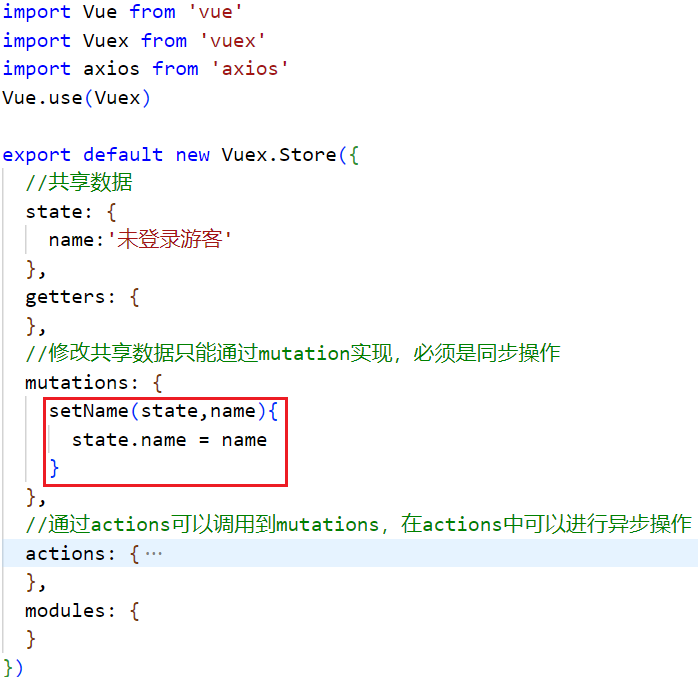 import Vue from 'vue'
import Vuex from 'vuex'
import axios from 'axios'
Vue.use(Vuex)
export default new Vuex.Store({
//共享数据
state: {
name:'未登录游客'
},
getters: {
},
//修改共享数据只能通过mutation实现，必须是同步操作
mutations: {
setName(state,name){
state.name = name
}
},
//通过actions可以调用到mutations，在actions中可以进行异步操作
actions: {···
},
modules: {
}
})